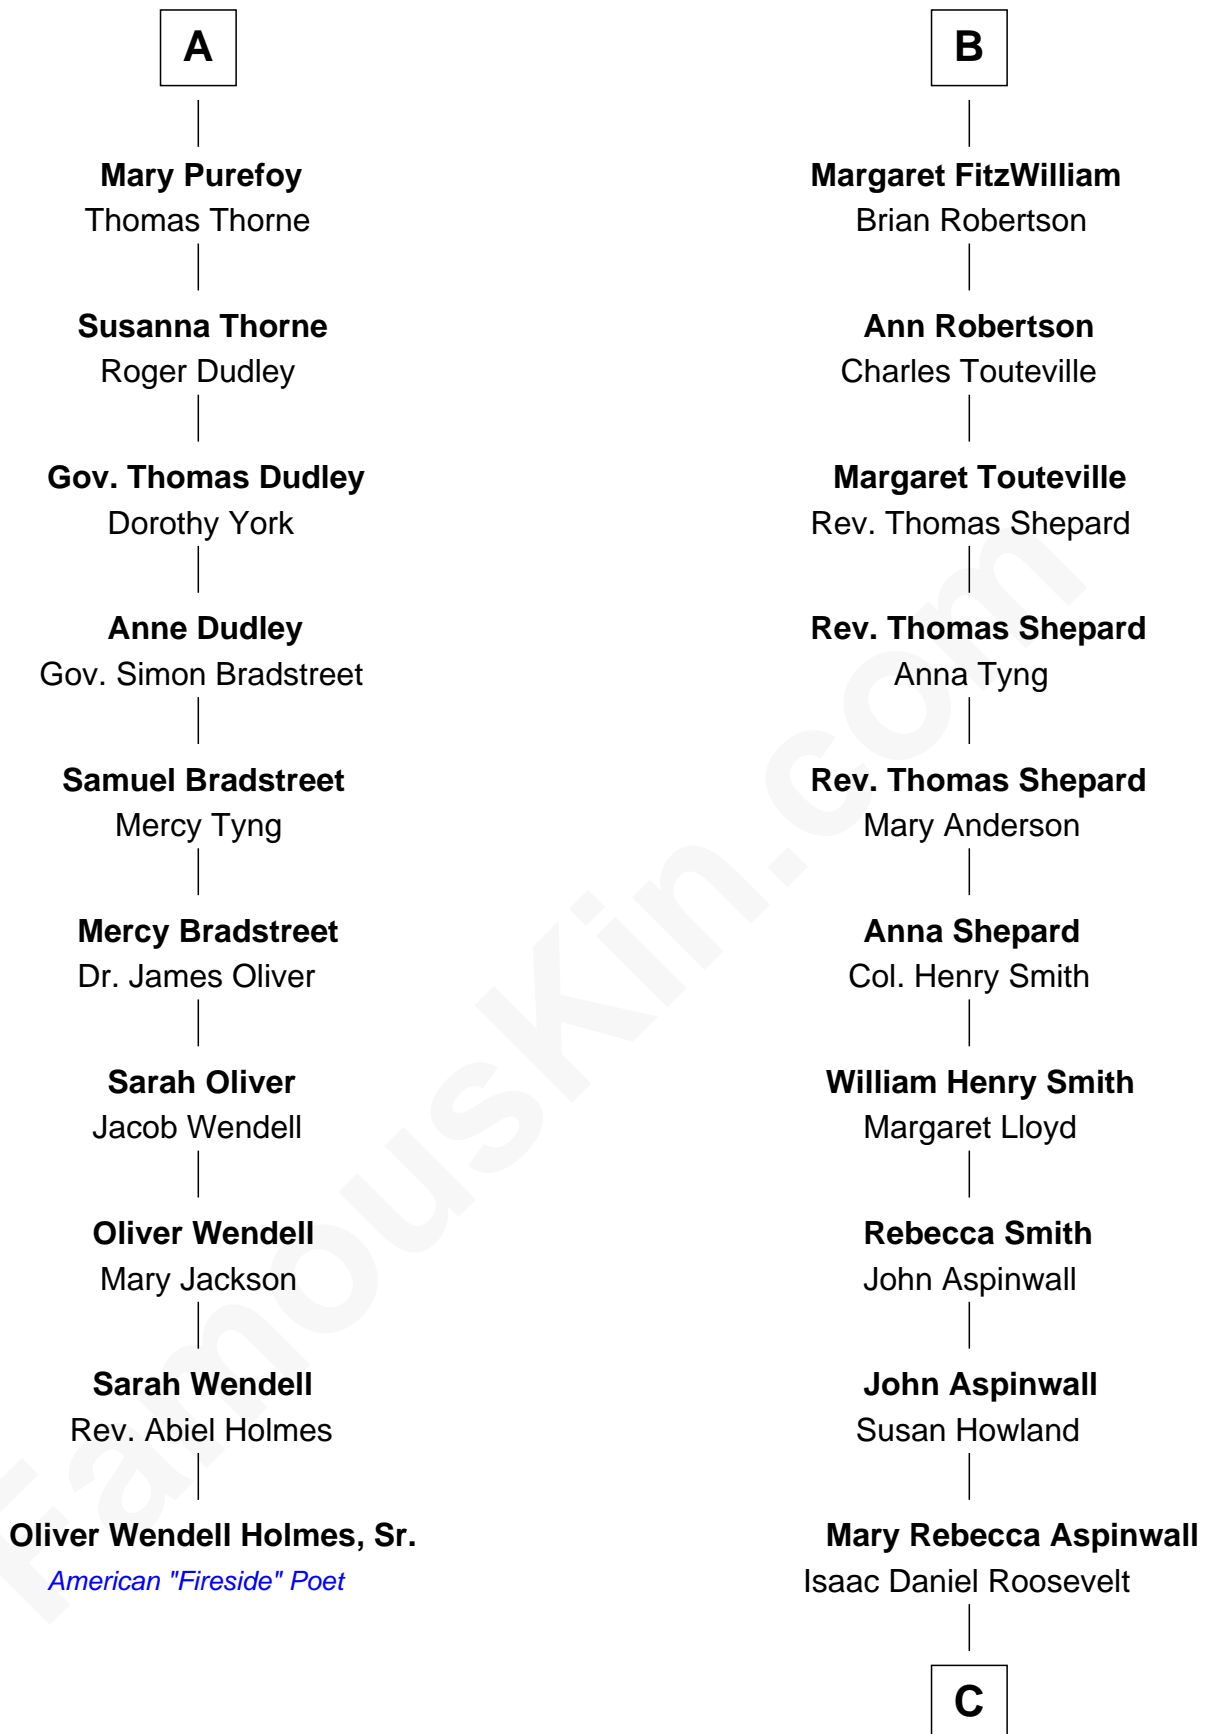 A
Mary Purefoy
Thomas Thorne
Susanna Thorne
Roger Dudley
Gov. Thomas Dudley
Dorothy York
Anne Dudley
Gov. Simon Bradstreet
Samuel Bradstreet
Mercy Tyng
Mercy Bradstreet
Dr. James Oliver
Sarah Oliver
Jacob Wendell
Oliver Wendell
Mary Jackson
Sarah Wendell
Rev. Abiel Holmes
Oliver Wendell Holmes, Sr.
American "Fireside" Poet
B
Margaret FitzWilliam
Brian Robertson
Ann Robertson
Charles Touteville
Margaret Touteville
Rev. Thomas Shepard
Rev. Thomas Shepard
Anna Tyng
Rev. Thomas Shepard
Mary Anderson
Anna Shepard
Col. Henry Smith
William Henry Smith
Margaret Lloyd
Rebecca Smith
John Aspinwall
John Aspinwall
Susan Howland
Mary Rebecca Aspinwall
Isaac Daniel Roosevelt
C
FamousKin.com